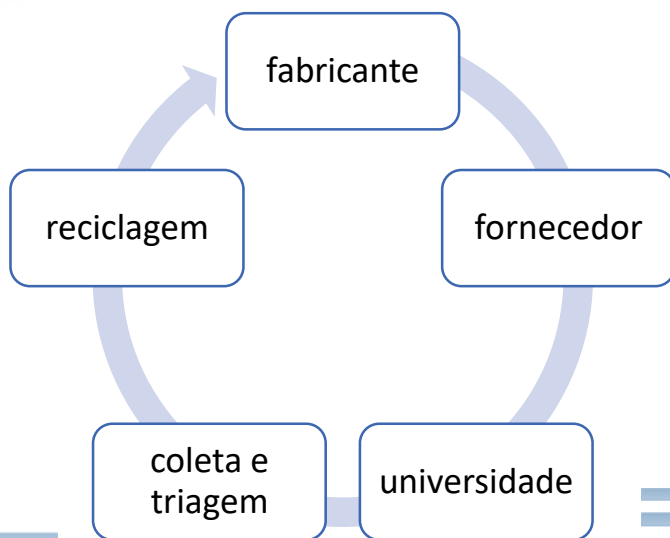 fabricante
fornecedor
universidade
coleta e
triagem
reciclagem